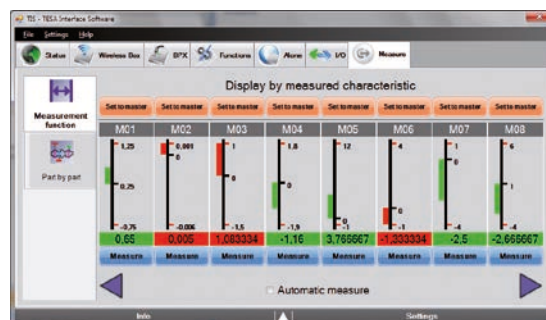 TIS - TESA Interface Software
File Settings Help
Status Wireless Box BPX Functions Alarm I/O Measure
Display by measured characteristic
Measurement function
Part by part
Set to master Set to master Set to master Set to master Set to master Set to master Set to master Set to master
M01 M02 M03 M04 M05 M06 M07 M08
1,25 0,001 1 1,8 12 4 1 6
0 0
0,25 0 0 1
0 0
-0,75 -0,006 -1,5 -1,9 -1 -1 -4 -4
0,65 0,005 1,083334 -1,16 3,766667 -1,333334 -2,5 -2,666667
Measure Measure Measure Measure Measure Measure Measure Measure
Automatic measure
Info Settings